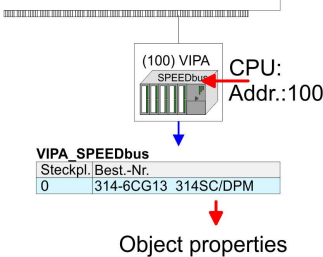 (100) VIPA
SPEEDbus
CPU:
Addr.:100
VIPA_SPEEDbus
Steckpl. Best.-Nr.
0 314-6CG13 314SC/DPM
Object properties